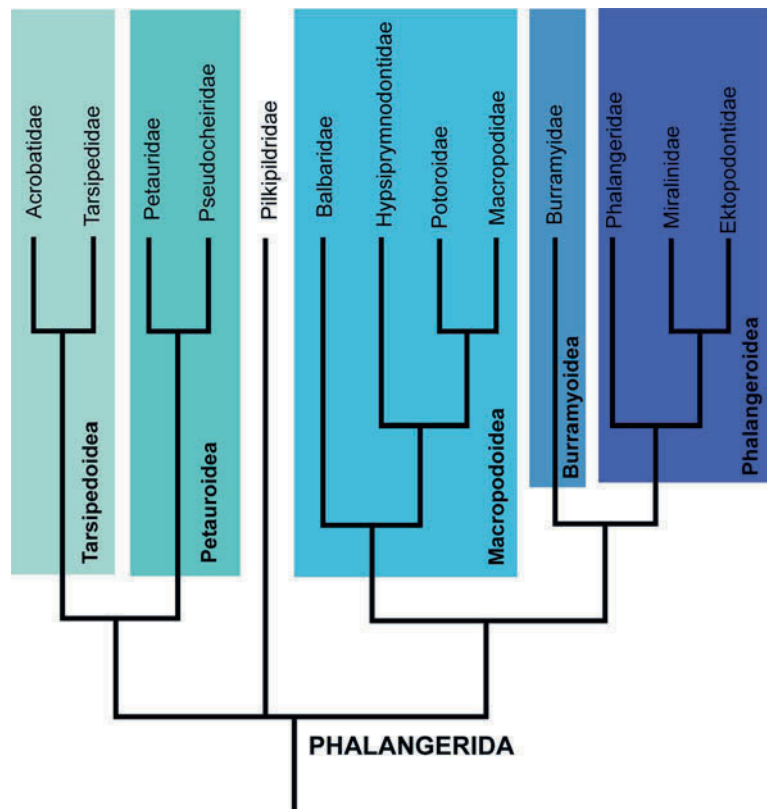 Acrobatidae
Tarsipedidae
Petauridae
Pseudocheiridae
Pilkipildridae
Balbaridae
Hypsiprymnodontidae
Potoroidae
Macropodidae
Burramyidae
Phalangeridae
Miralinidae
Ektopodontidae
Tarsipedoidea
Petauroidea
Macropodoidea
Burramyoidea
Phalangeroidea
PHALANGERIDA